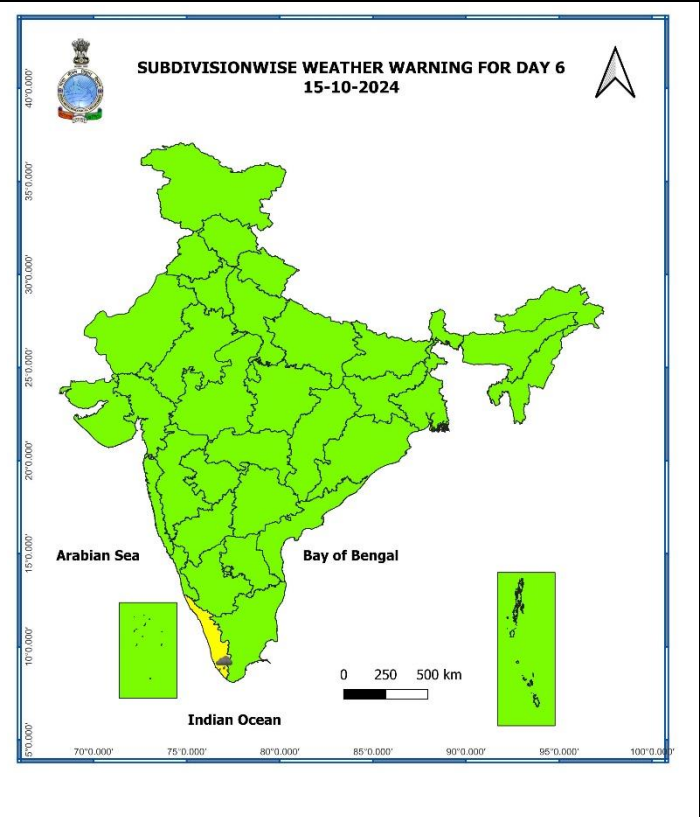 SUBDIVISIONWISE WEATHER WARNING FOR DAY 6
15-10-2024
40°0.000'
35°0.000'
30°0.000'
25°0.000'
20°0.000'
15°0.000'
10°0.000'
5°0.000'
Arabian Sea
Bay of Bengal
0 250 500 km
Indian Ocean
70°0.000' 75°0.000' 80°0.000' 85°0.000' 90°0.000' 95°0.000' 100°0.000'